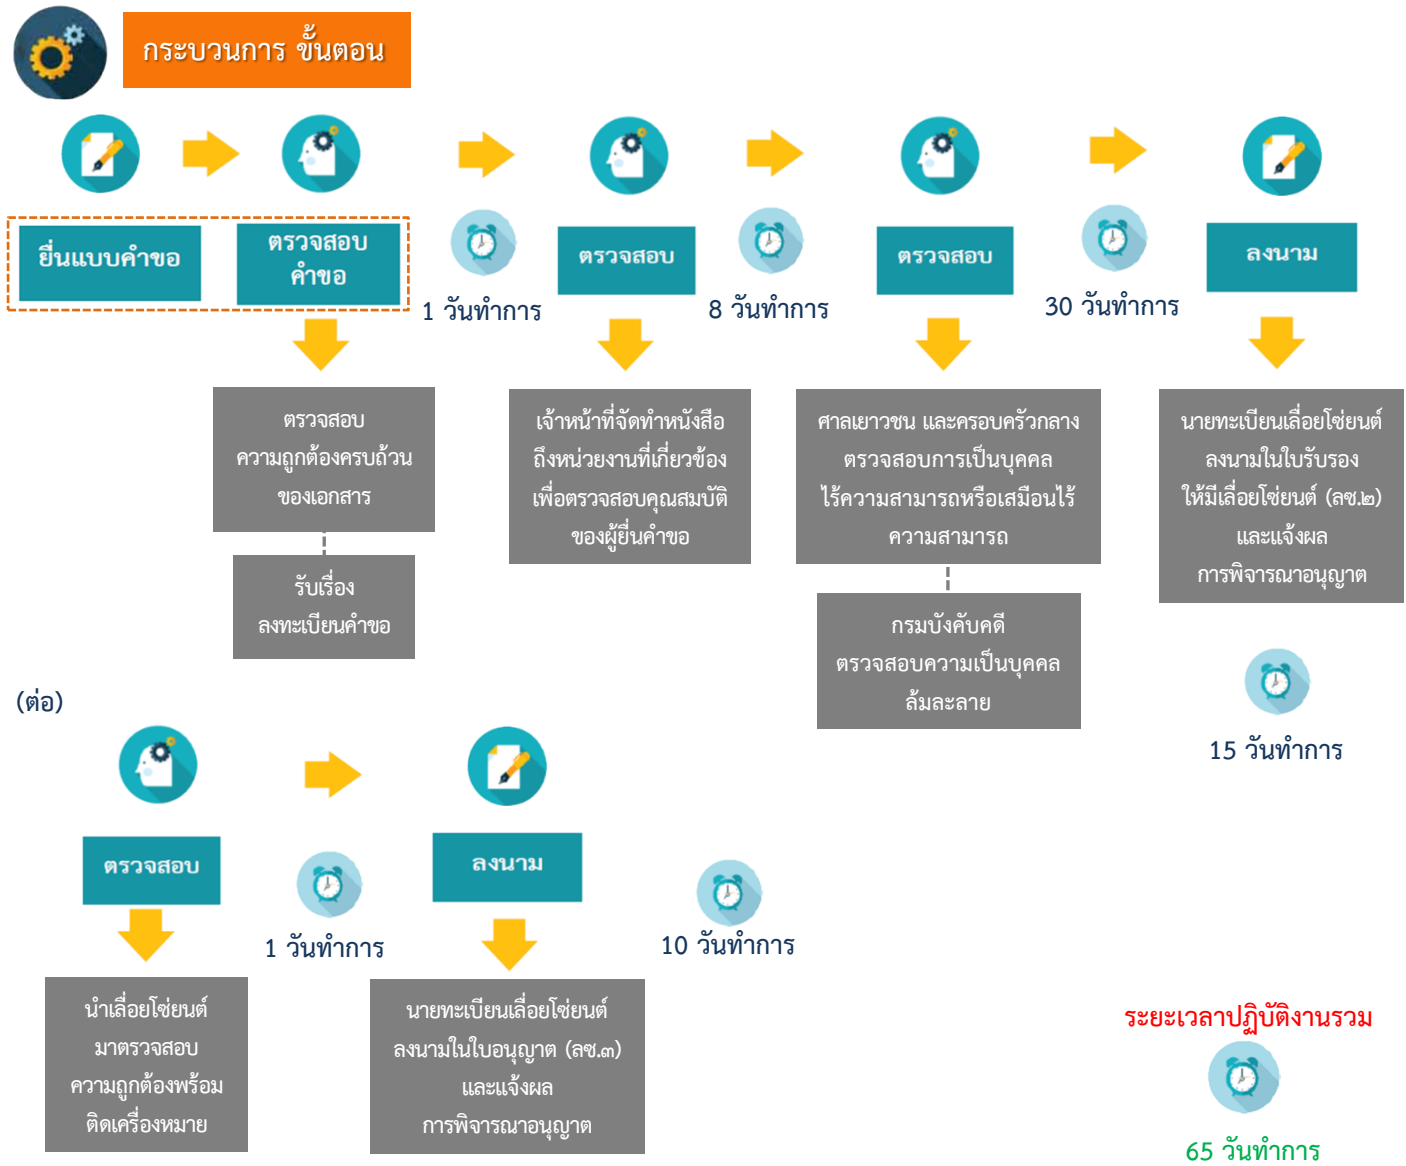 กระบวนการ ขั้นตอน
ยื่นแบบคำขอ
ตรวจสอบ
คำขอ
1 วันทำการ
ตรวจสอบ
8 วันทำการ
ตรวจสอบ
30 วันทำการ
ลงนาม
ตรวจสอบ
ความถูกต้องครบถ้วน
ของเอกสาร
รับเรื่อง
ลงทะเบียนคำขอ
เจ้าหน้าที่จัดทำหนังสือ
ถึงหน่วยงานที่เกี่ยวข้อง
เพื่อตรวจสอบคุณสมบัติ
ของผู้ยื่นคำขอ
ศาลเยาวชน และครอบครัวกลาง
ตรวจสอบการเป็นบุคคล
ไร้ความสามารถหรือเสมือนไร้
ความสามารถ
กรมบังคับคดี
ตรวจสอบความเป็นบุคคล
ล้มละลาย
นายทะเบียนเลื่อยโซ่ยนต์
ลงนามในใบรับรอง
ให้มีเลื่อยโซ่ยนต์ (ลซ.๒)
และแจ้งผล
การพิจารณาอนุญาต
15 วันทำการ
(ต่อ)
ตรวจสอบ
1 วันทำการ
ลงนาม
10 วันทำการ
นำเลื่อยโซ่ยนต์
มาตรวจสอบ
ความถูกต้องพร้อม
ติดเครื่องหมาย
นายทะเบียนเลื่อยโซ่ยนต์
ลงนามในใบอนุญาต (ลซ.๓)
และแจ้งผล
การพิจารณาอนุญาต
ระยะเวลาปฏิบัติงานรวม
65 วันทำการ